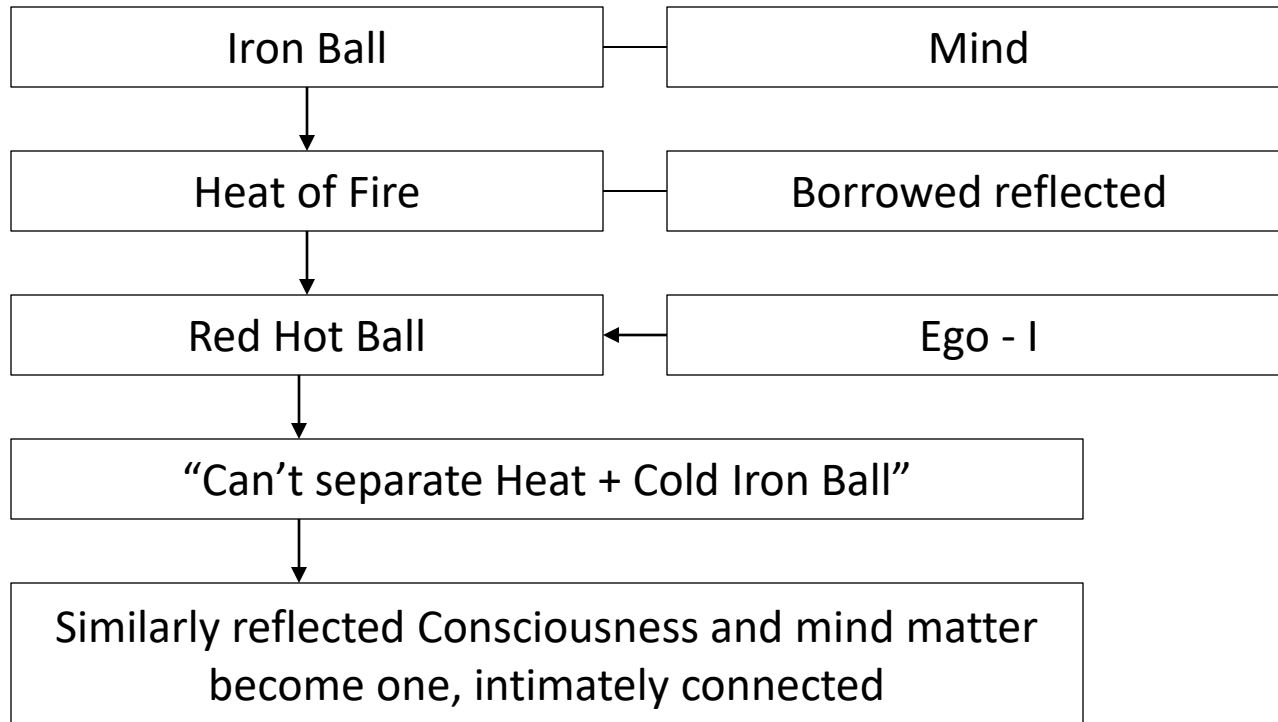 Iron Ball
Mind
Heat of Fire
Borrowed reflected
Red Hot Ball
Ego - I
“Can’t separate Heat + Cold Iron Ball”
Similarly reflected Consciousness and mind matter
become one, intimately connected